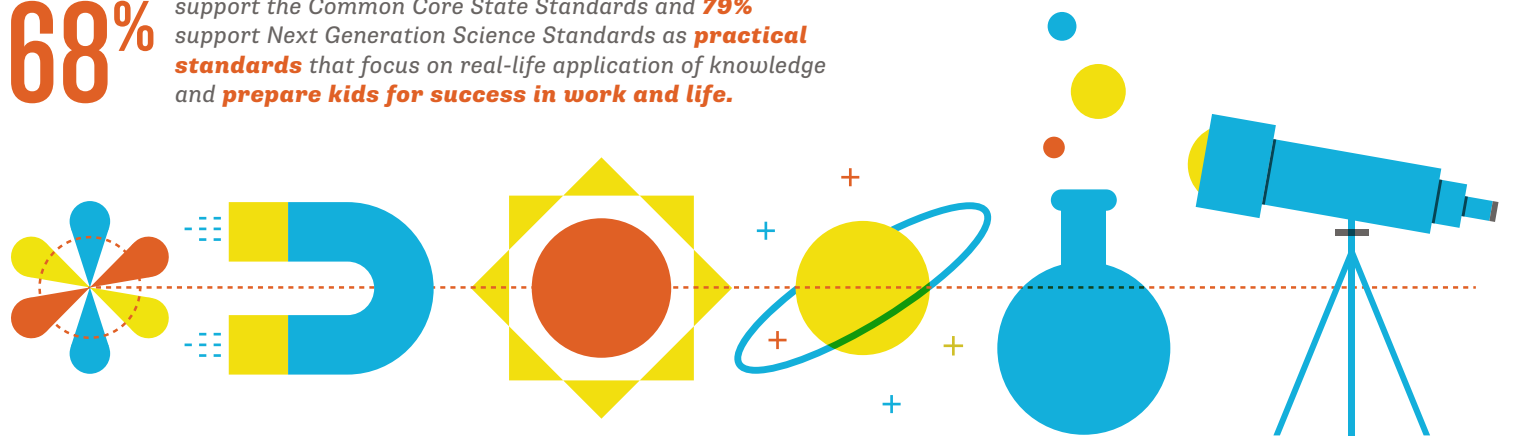 68%
support the Common Core State Standards and 79%
support Next Generation Science Standards as practical
standards that focus on real-life application of knowledge
and prepare kids for success in work and life.